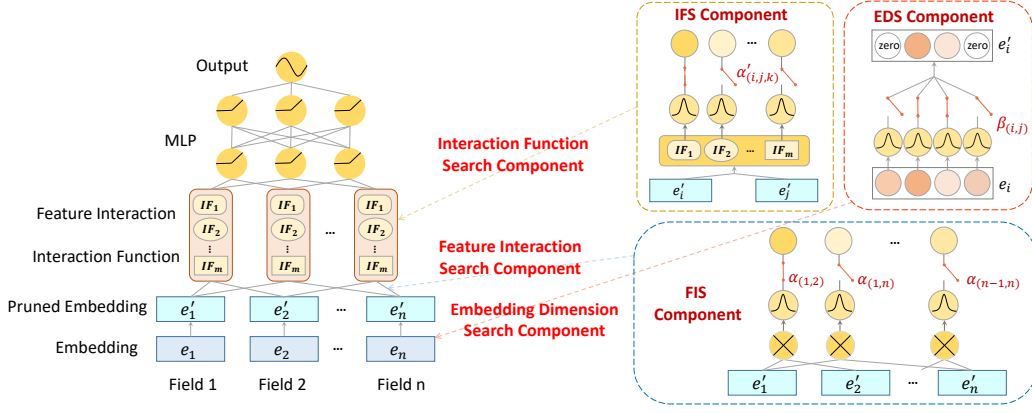 Output
MLP
Feature Interaction
Interaction Function
Pruned Embedding
Embedding
IF₁ IF₁ IF₁
IF₂ IF₂ ... IF₂
⋮ ⋮ ⋮
IFₘ IFₘ IFₘ
e′₁ e′₂ ... e′ₙ
e₁ e₂ ... eₙ
Field 1 Field 2 Field n
Interaction Function
Search Component
Feature Interaction
Search Component
Embedding Dimension
Search Component
IFS Component
...
α′(i,j,k)
IF₁ IF₂ ... IFₘ
e′ᵢ e′ⱼ
EDS Component
zero zero e′ᵢ
β(i,j)
eᵢ
FIS
Component
...
α(1,2) α(1,n) α(n−1,n)
e′₁ e′₂ ... e′ₙ